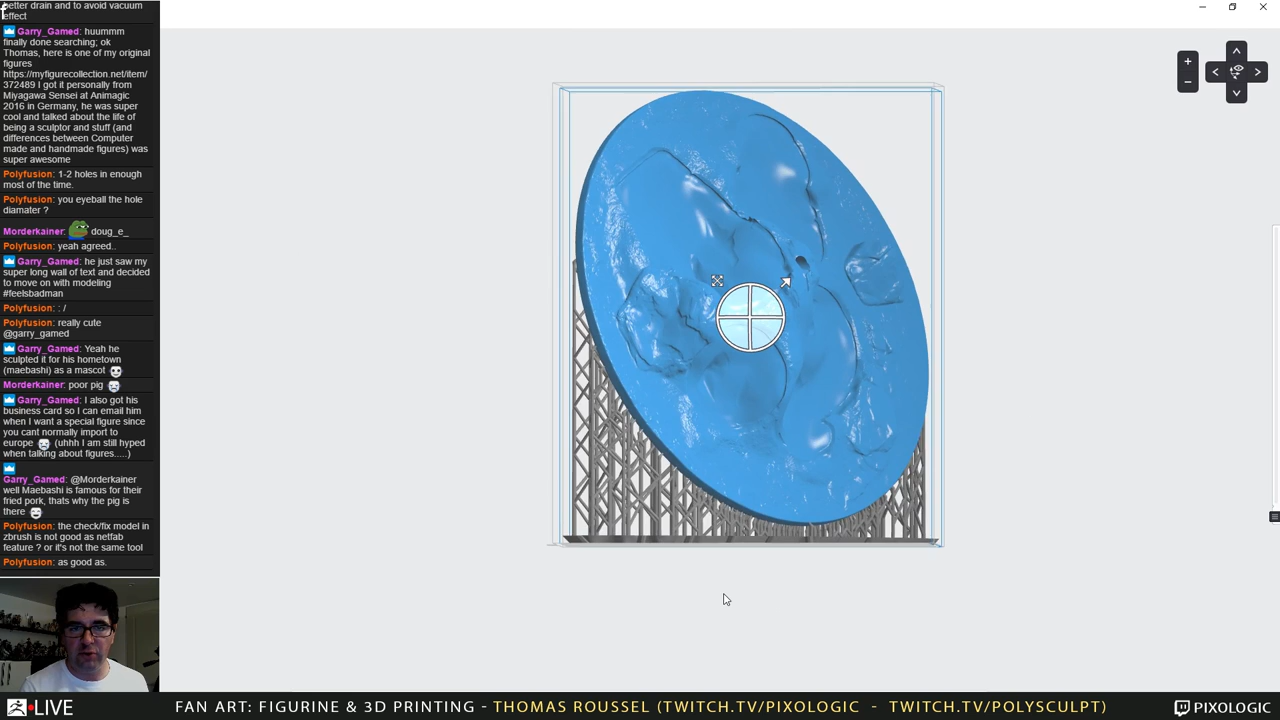 better drain and to avoid vacuum
effect
Garry_Gamed: huummm
finally done searching; ok
Thomas, here is one of my original
figures
https://myfigurecollection.net/item/
372489 I got it personally from
Miyagawa Sensei at Animagic
2016 in Germany, he was super
cool and talked about the life of
being a sculptor and stuff (and
differences between Computer
made and handmade figures) was
super awesome
Polyfusion: 1-2 holes in enough
most of the time.
Polyfusion: you eyeball the hole
diamater ?
Morderkainer: doug_e_
Polyfusion: yeah agreed..
Garry_Gamed: he just saw my
super long wall of text and decided
to move on with modeling
#feelsbadman
Polyfusion: : /
Polyfusion: really cute
@garry_gamed
Garry_Gamed: Yeah he
sculpted it for his hometown
(maebashi) as a mascot
Morderkainer: poor pig
Garry_Gamed: I also got his
business card so I can email him
when I want a special figure since
you cant normally import to
europe (uhhh I am still hyped
when talking about figures.....)
Garry_Gamed: @Morderkainer
well Maebashi is famous for their
fried pork, thats why the pig is
there
Polyfusion: the check/fix model in
zbrush is not good as netfab
feature ? or it's not the same tool
Polyfusion: as good as.
LIVE FAN ART: FIGURINE & 3D PRINTING - THOMAS ROUSSEL (TWITCH.TV/PIXOLOGIC - TWITCH.TV/POLYSCULPT) PIXOLOGIC